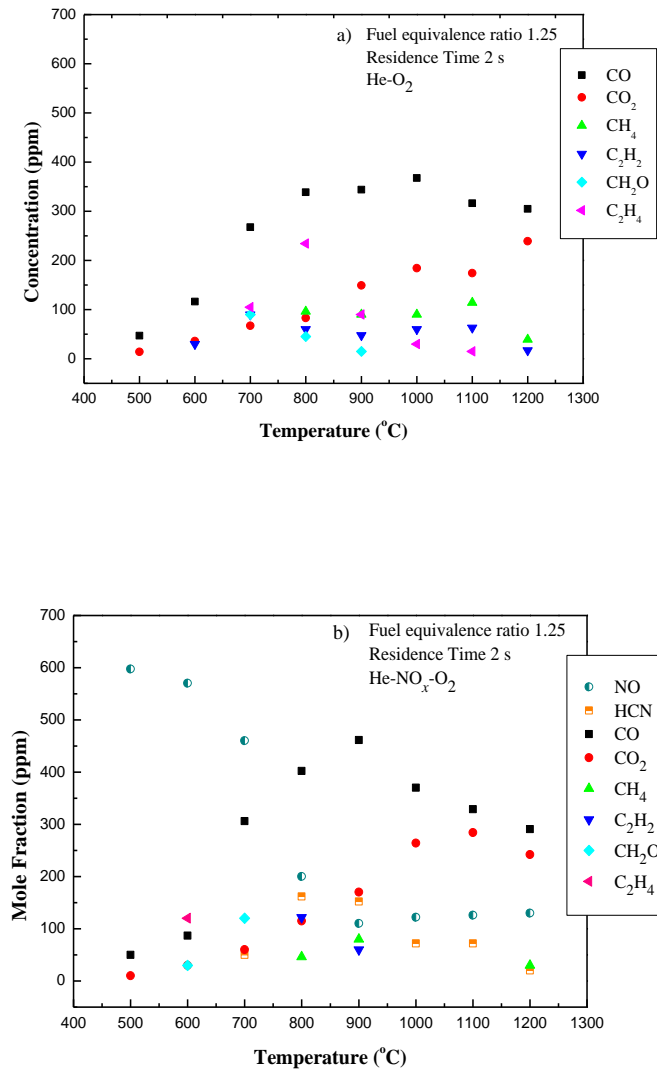 a) Fuel equivalence ratio 1.25
Residence Time 2 s
He-O2
CO
CO2
CH4
C2H2
CH2O
C2H4
Concentration (ppm)
700
600
500
400
300
200
100
0
400 500 600 700 800 900 1000 1100 1200 1300
Temperature (°C)
b) Fuel equivalence ratio 1.25
Residence Time 2 s
He-NOx-O2
NO
HCN
CO
CO2
CH4
C2H2
CH2O
C2H4
Mole Fraction (ppm)
700
600
500
400
300
200
100
0
400 500 600 700 800 900 1000 1100 1200 1300
Temperature (°C)